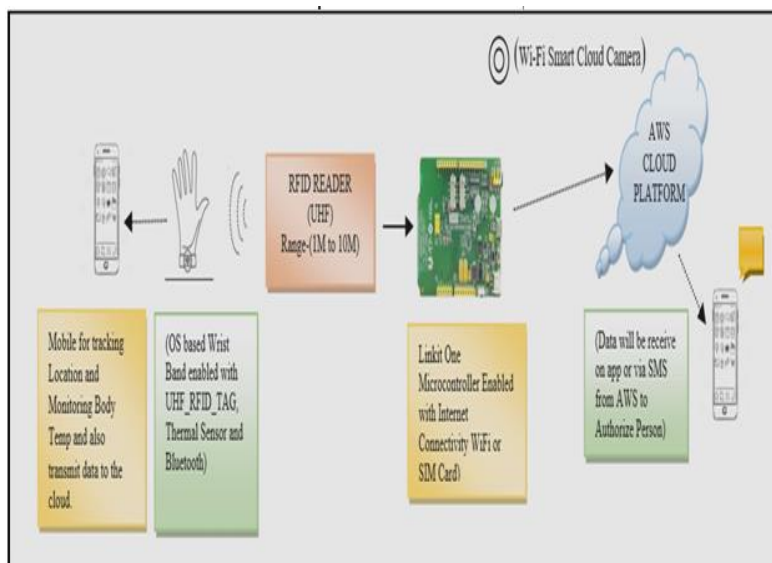 (Wi-Fi Smart Cloud Camera)
AWS
CLOUD
PLATFORM
RFID READER
(UHF)
Range-(1M to 10M)
Mobile for tracking
Location and
Monitoring Body
Temp and also
transmit data to the
cloud.
(OS based Wrist
Band enabled with
UHF_RFID_TAG,
Thermal Sensor and
Bluetooth)
Linkit One
Microcontroller Enabled
with Internet
Connectivity WiFi or
SIM Card)
(Data will be receive
on app or via SMS
from AWS to
Authorize Person)